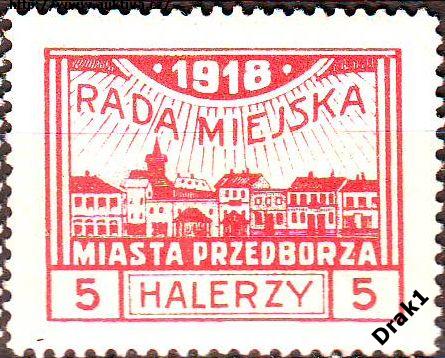 1918
RADA MIEJSKA
MIASTA PRZEDBORZA
5 HALERZY 5
Drak1